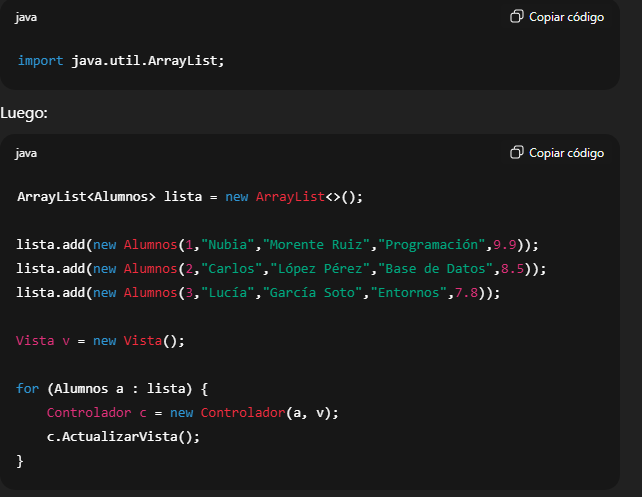 java
Copiar código
import java.util.ArrayList;
Luego:
java
Copiar código
ArrayList<Alumnos> lista = new ArrayList<>();
lista.add(new Alumnos(1,"Nubia","Morente Ruiz","Programación",9.9));
lista.add(new Alumnos(2,"Carlos","López Pérez","Base de Datos",8.5));
lista.add(new Alumnos(3,"Lucía","García Soto","Entornos",7.8));
Vista v = new Vista();
for (Alumnos a : lista) {
    Controlador c = new Controlador(a, v);
    c.ActualizarVista();
}